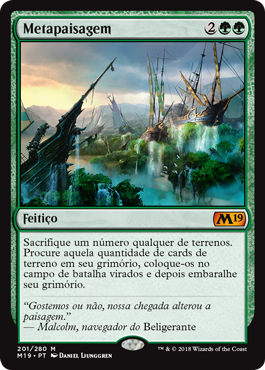 Metapaisagem 2
Feitiço M19
Sacrifique um número qualquer de terrenos.
Procure aquela quantidade de cards de
terreno em seu grimório, coloque-os no
campo de batalha virados e depois embaralhe
seu grimório.
“Gostemos ou não, nossa chegada alterou a
paisagem.”
— Malcolm, navegador do Beligerante
201/280 M
M19 • PT Daniel Ljunggren ™ & © 2018 Wizards of the Coast